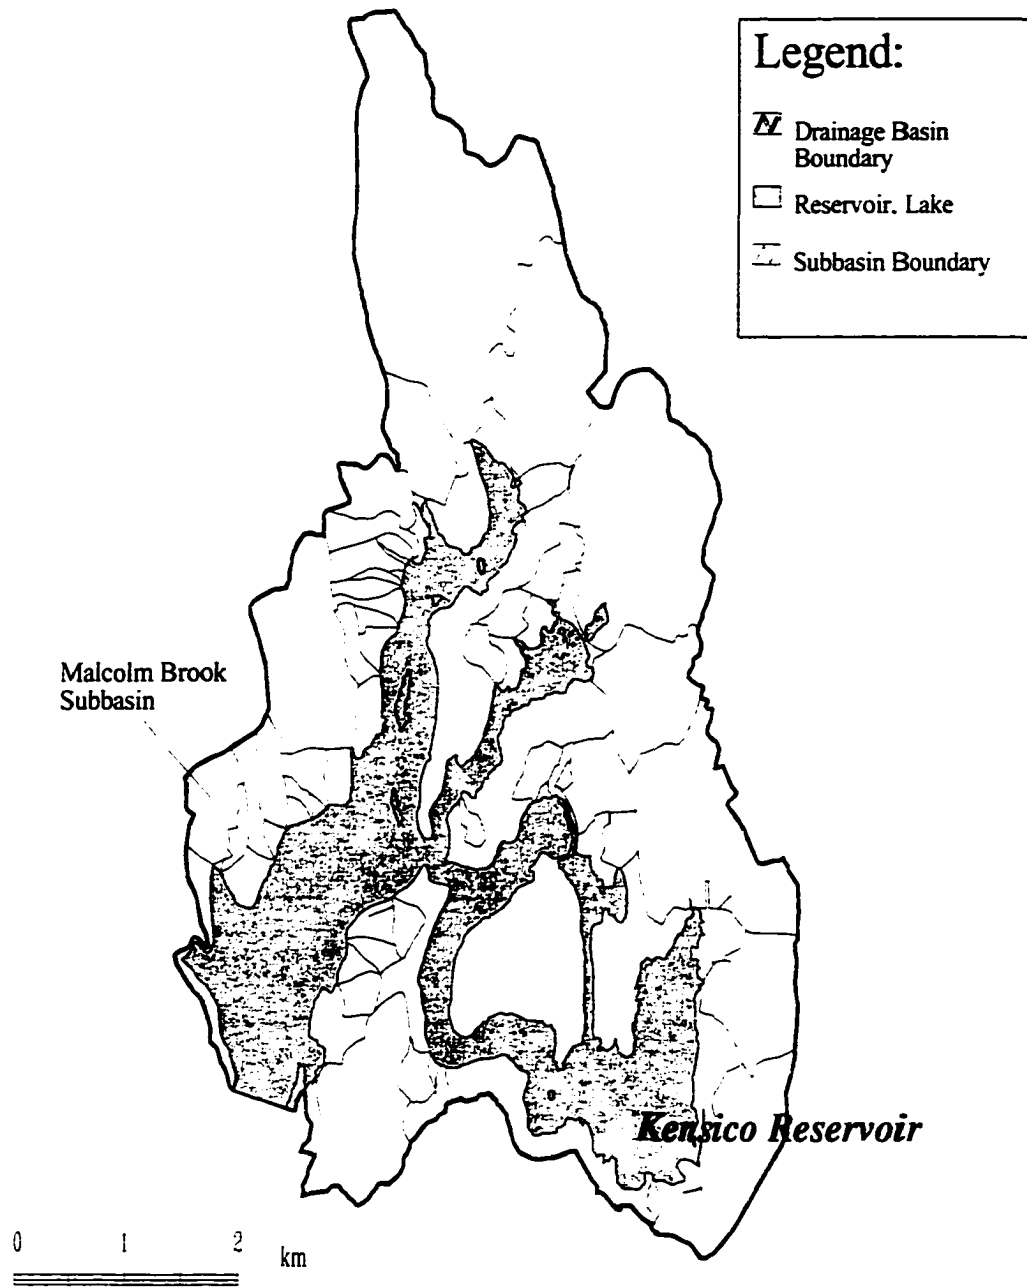 Legend:
Drainage Basin
Boundary
Reservoir. Lake
Subbasin Boundary
Malcolm Brook
Subbasin
Kensico Reservoir
0 1 2 km